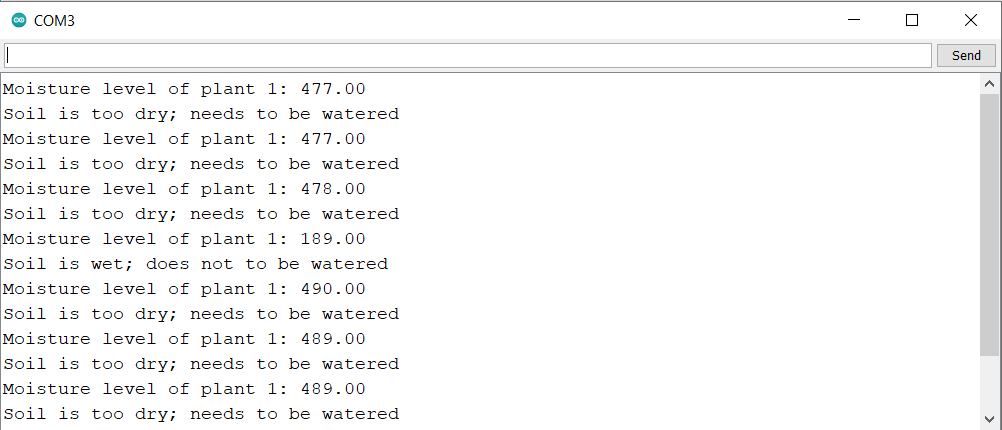 COM3
Send
Moisture level of plant 1: 477.00
Soil is too dry; needs to be watered
Moisture level of plant 1: 477.00
Soil is too dry; needs to be watered
Moisture level of plant 1: 478.00
Soil is too dry; needs to be watered
Moisture level of plant 1: 189.00
Soil is wet; does not to be watered
Moisture level of plant 1: 490.00
Soil is too dry; needs to be watered
Moisture level of plant 1: 489.00
Soil is too dry; needs to be watered
Moisture level of plant 1: 489.00
Soil is too dry; needs to be watered